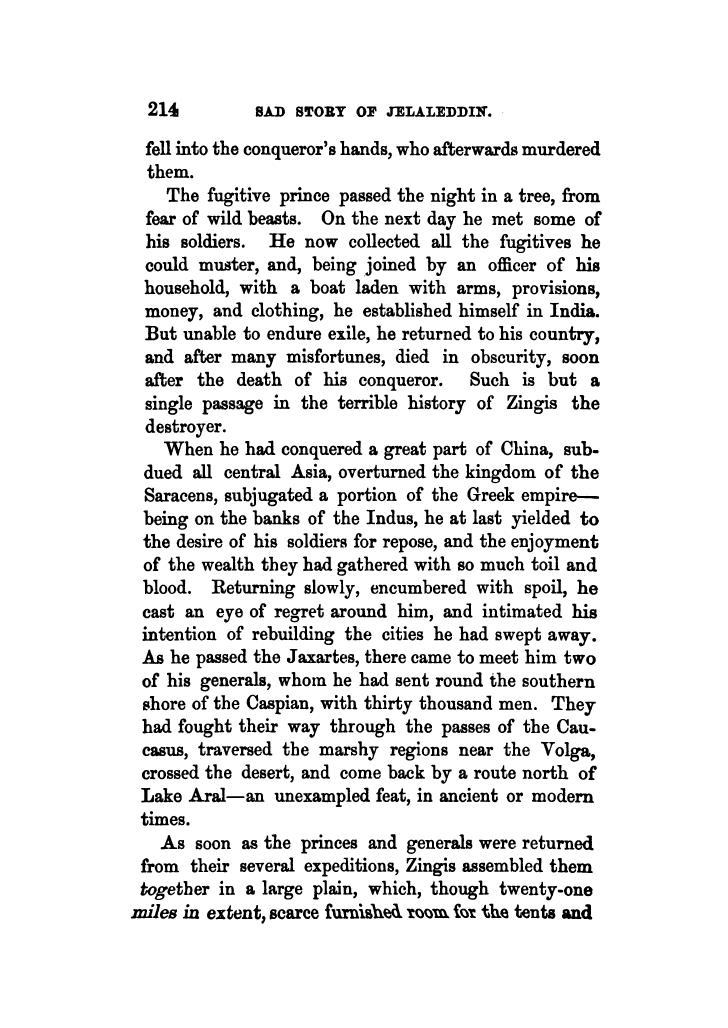 214 SAD STORY OF JELALEDDIN.
fell into the conqueror's hands, who afterwards murdered
them.
The fugitive prince passed the night in a tree, from
fear of wild beasts. On the next day he met some of
his soldiers. He now collected all the fugitives he
could muster, and, being joined by an officer of his
household, with a boat laden with arms, provisions,
money, and clothing, he established himself in India.
But unable to endure exile, he returned to his country,
and after many misfortunes, died in obscurity, soon
after the death of his conqueror. Such is but a
single passage in the terrible history of Zingis the
destroyer.
When he had conquered a great part of China, sub-
dued all central Asia, overturned the kingdom of the
Saracens, subjugated a portion of the Greek empire—
being on the banks of the Indus, he at last yielded to
the desire of his soldiers for repose, and the enjoyment
of the wealth they had gathered with so much toil and
blood. Returning slowly, encumbered with spoil, he
cast an eye of regret around him, and intimated his
intention of rebuilding the cities he had swept away.
As he passed the Jaxartes, there came to meet him two
of his generals, whom he had sent round the southern
shore of the Caspian, with thirty thousand men. They
had fought their way through the passes of the Cau-
casus, traversed the marshy regions near the Volga,
crossed the desert, and come back by a route north of
Lake Aral—an unexampled feat, in ancient or modern
times.
As soon as the princes and generals were returned
from their several expeditions, Zingis assembled them
together in a large plain, which, though twenty-one
miles in extent, scarce furnished room for the tents and